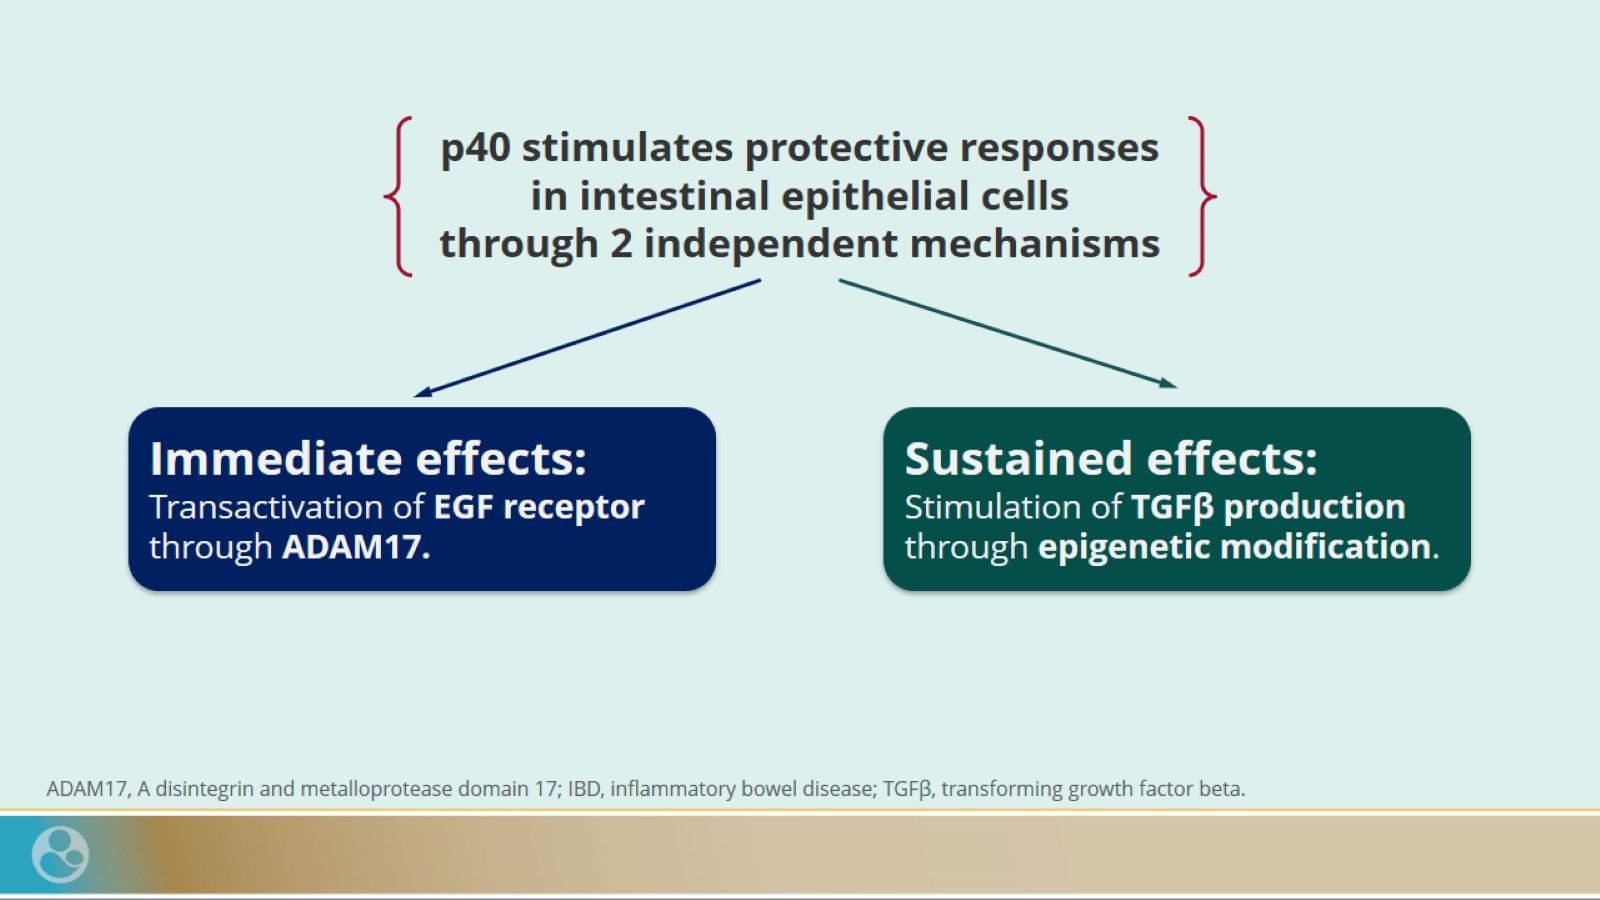 p40 stimulates protective responses
in intestinal epithelial cells
through 2 independent mechanisms
Immediate effects:
Transactivation of EGF receptor
through ADAM17.
Sustained effects:
Stimulation of TGFβ production
through epigenetic modification.
ADAM17, A disintegrin and metalloprotease domain 17; IBD, inflammatory bowel disease; TGFβ, transforming growth factor beta.